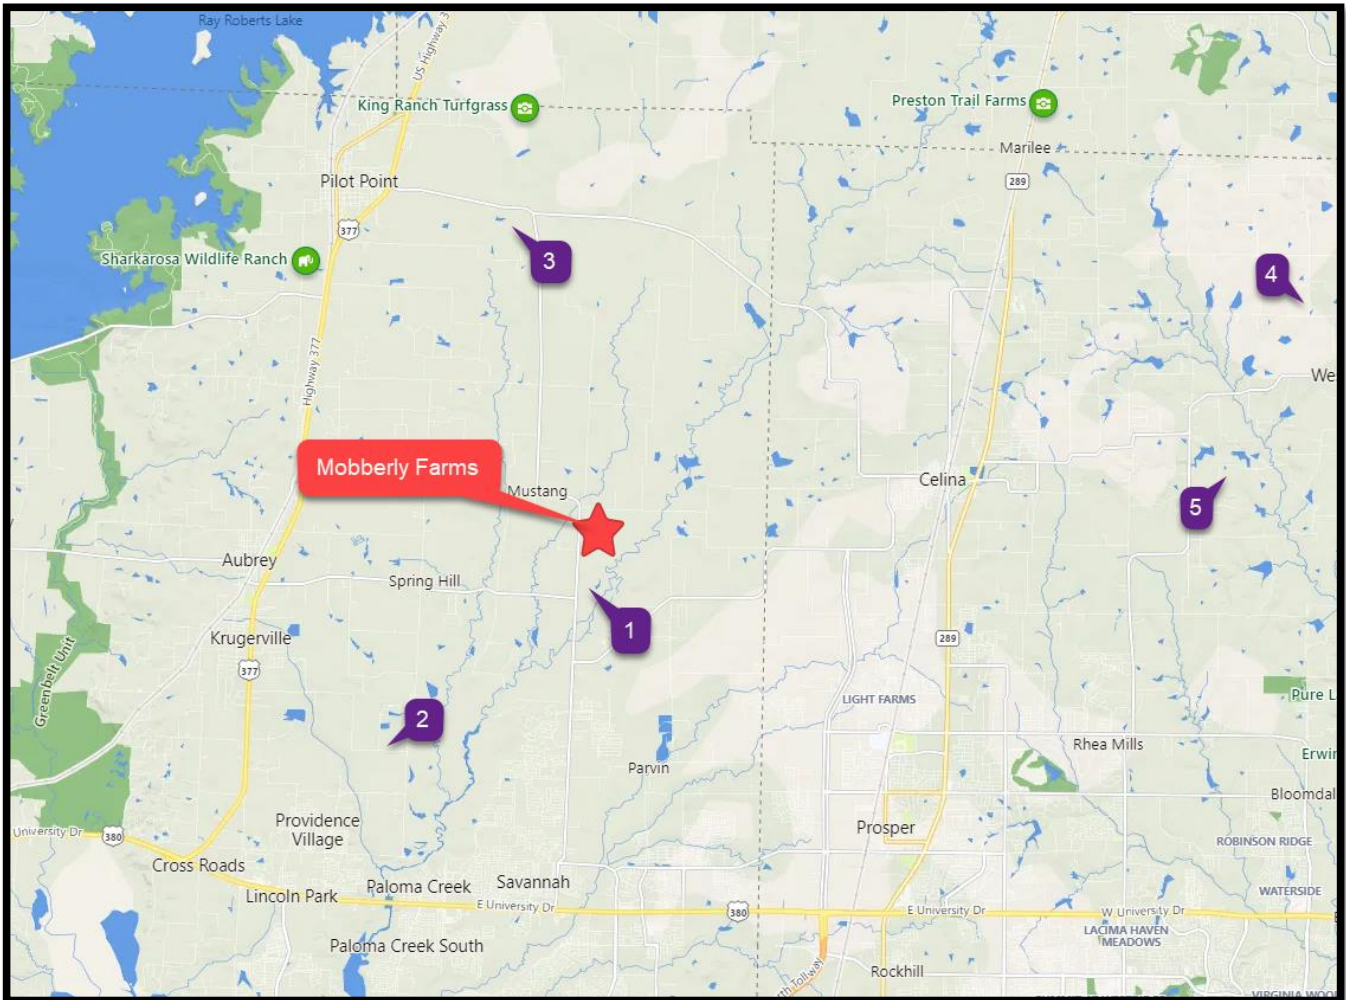 Ray Roberts Lake
US Highway 3
King Ranch Turfgrass
Preston Trail Farms
Marilee
289
Pilot Point
377
Sharkarosa Wildlife Ranch
3
4
Highway 377
We
Mobberly Farms
Mustang
Celina
5
Aubrey
Spring Hill
1
Krugerville
377
289
Greenbelt Unit
2
LIGHT FARMS
Pure L
Rhea Mills
Erwin
Parvin
Bloomdal
Providence
Village
Prosper
University Dr
380
ROBINSON RIDGE
Cross Roads
Lincoln Park
Paloma Creek
Savannah
WATERSIDE
E University Dr
380
E University Dr
W University Dr
LACIMA HAVEN
MEADOWS
Paloma Creek South
Rockhill
th Tollway
VIRGINIA WOO